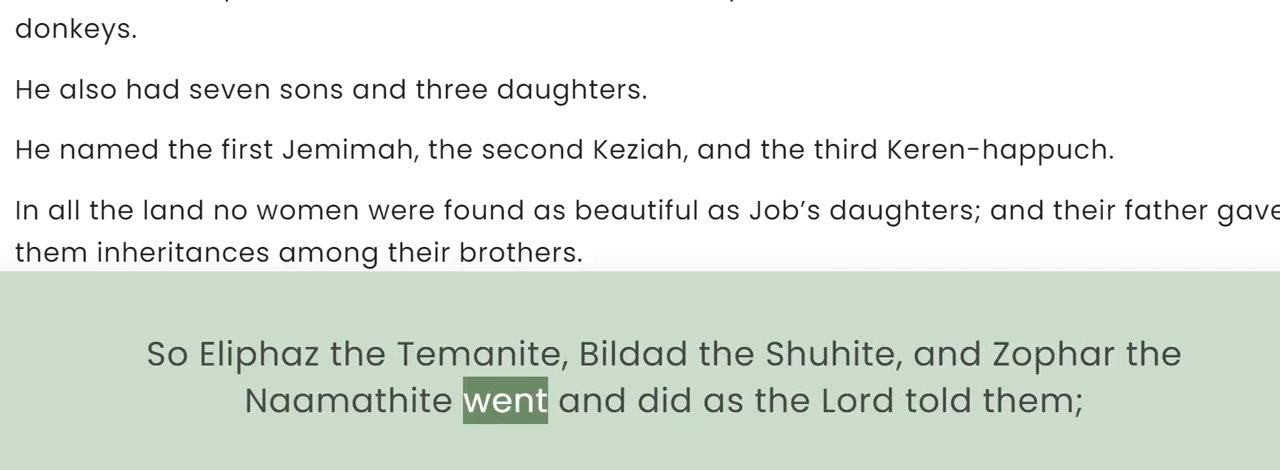 donkeys.
He also had seven sons and three daughters.
He named the first Jemimah, the second Keziah, and the third Keren-happuch.
In all the land no women were found as beautiful as Job’s daughters; and their father gave
them inheritances among their brothers.
So Eliphaz the Temanite, Bildad the Shuhite, and Zophar the
Naamathite went and did as the Lord told them;